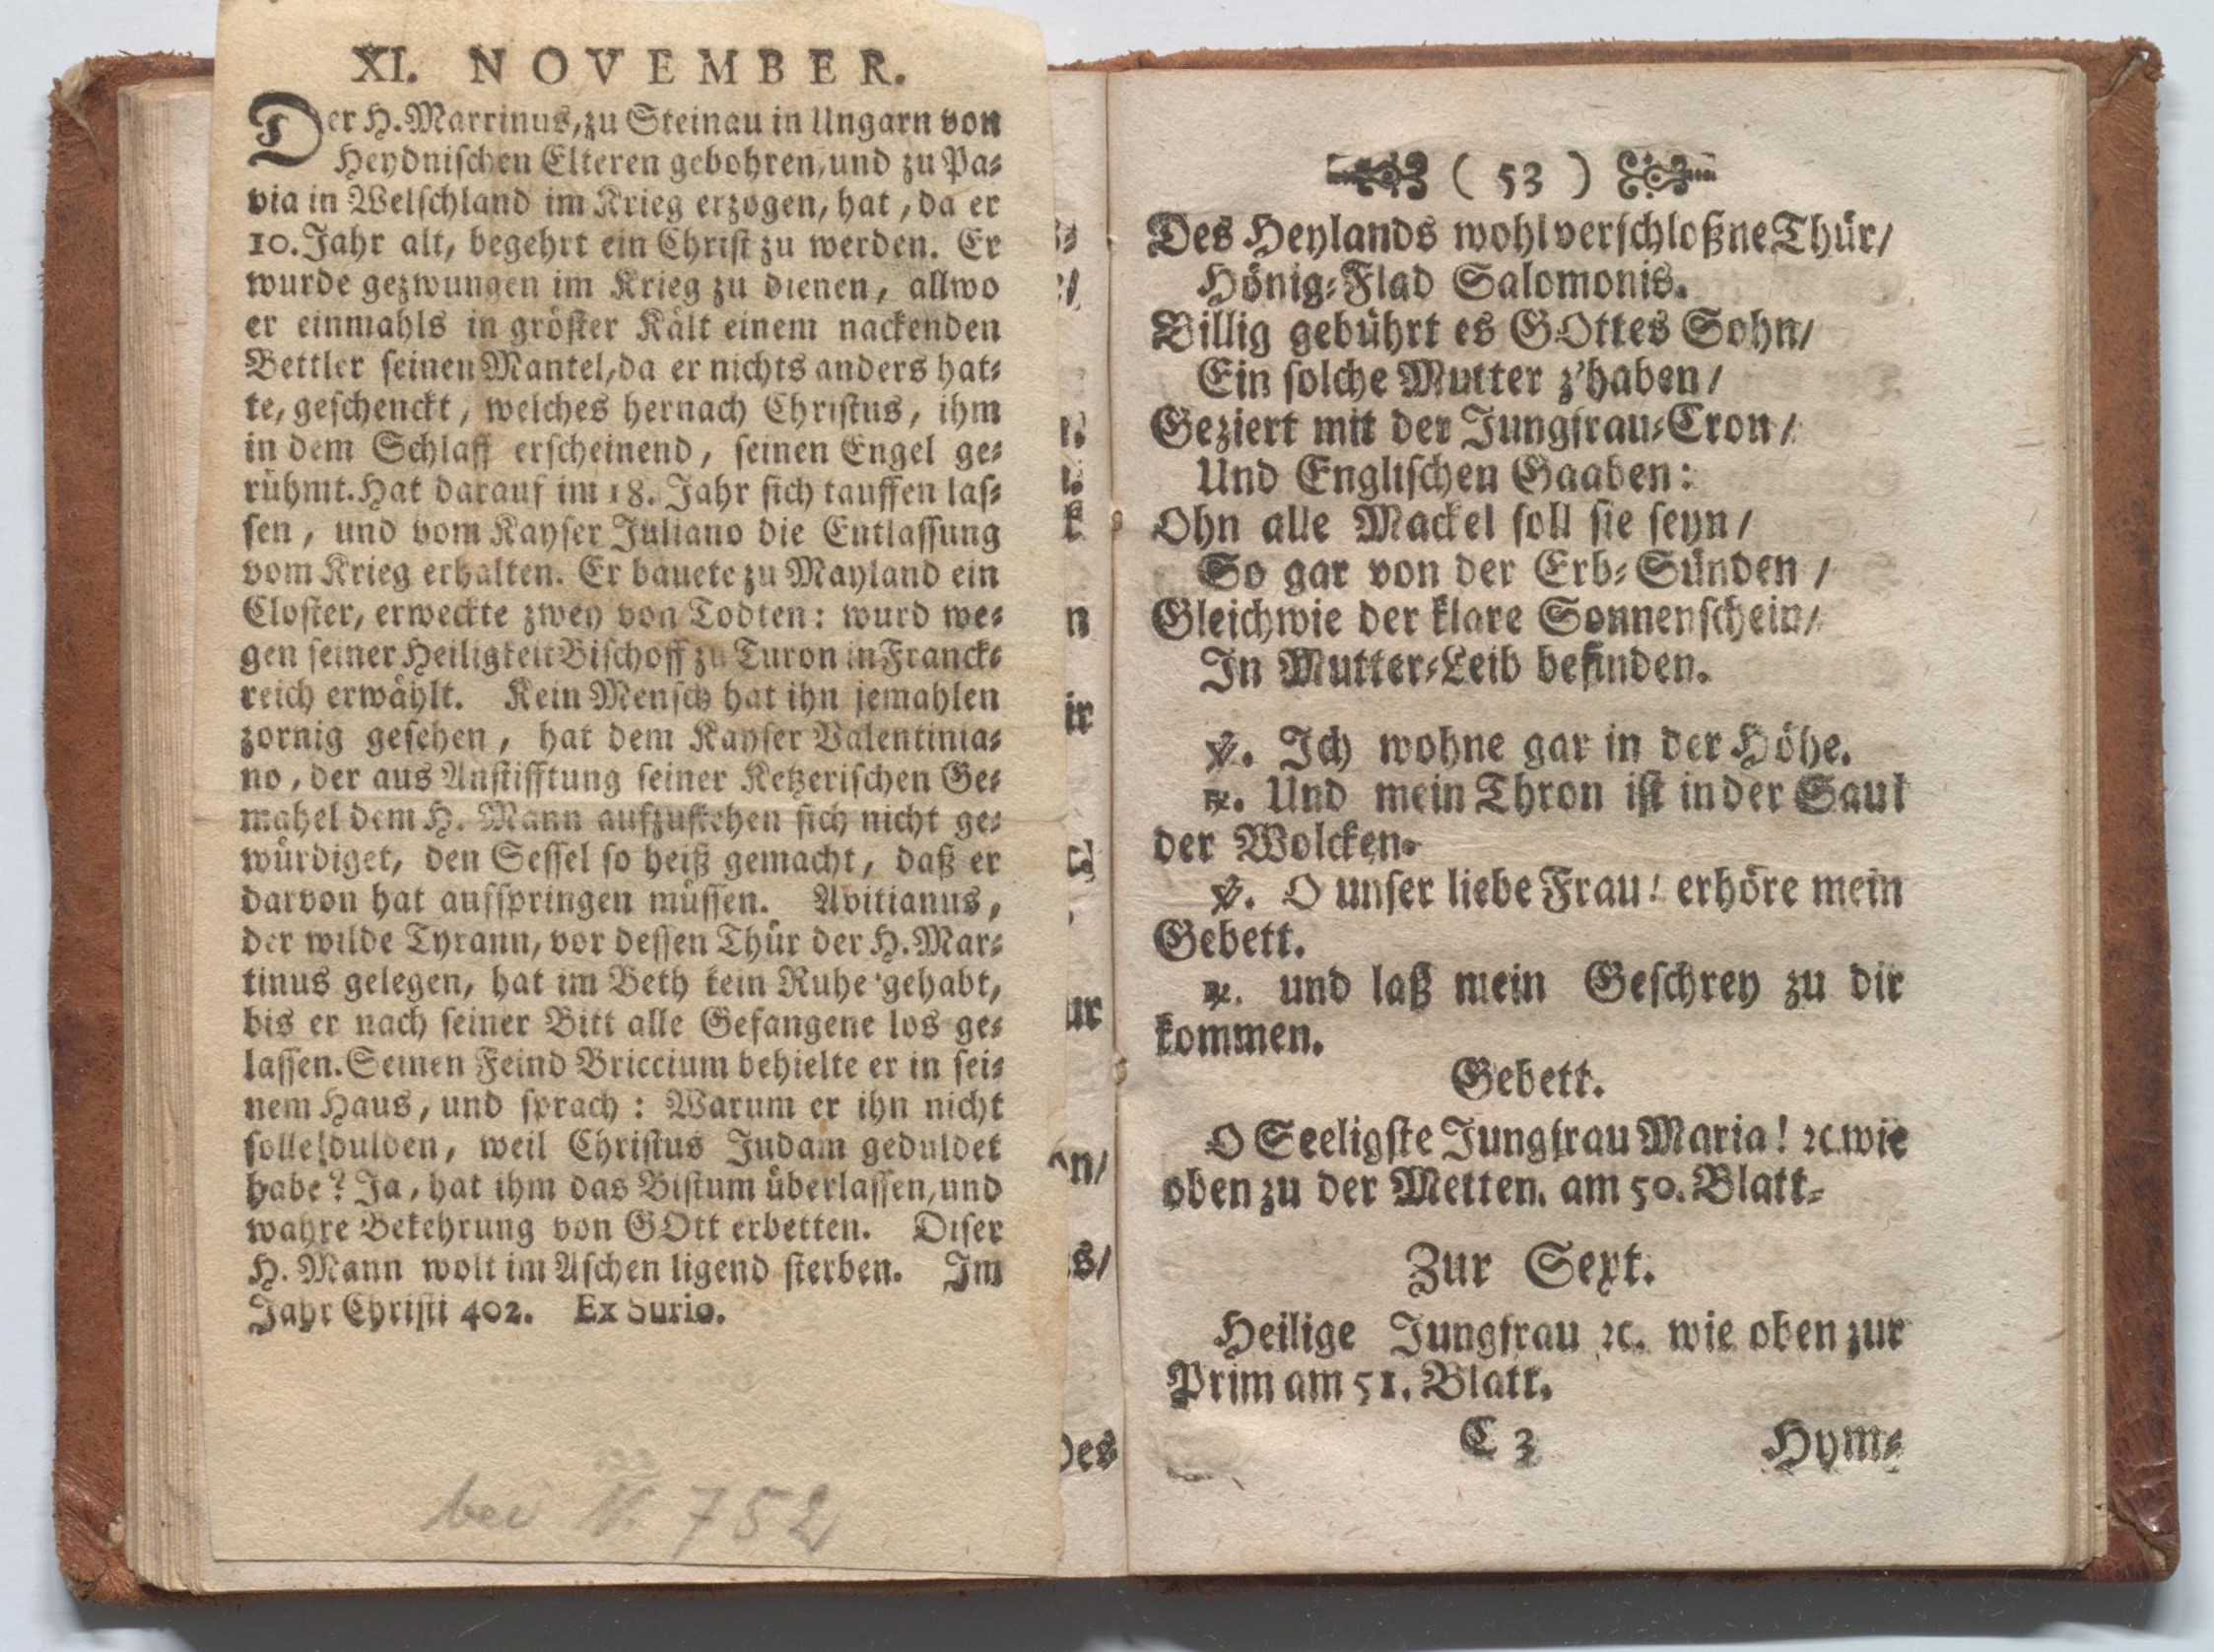 XI. NOVEMBER.
Der H. Marrinus, zu Steinau in Ungarn von
Heydnischen Elteren gebohren, und zu Pa-
via in Welschland im Krieg erzogen, hat, da er
10. Jahr alt, begehrt ein Christ zu werden. Er
wurde gezwungen im Krieg zu dienen, allwo
er einmahls in gröster Kält einem nackenden
Bettler seinen Mantel, da er nichts anders hat-
te, geschenckt, welches hernach Christus, ihm
in dem Schlaff erscheinend, seinen Engel ge-
rühmt. Hat darauf im 18. Jahr sich tauffen las-
sen, und vom Kayser Juliano die Entlassung
vom Krieg erhalten. Er bauete zu Mayland ein
Closter, erweckte zwey von Todten: wurd we-
gen seiner Heiligkeit Bischoff zu Turon in Franck-
reich erwählt. Kein Mensch hat ihn jemahlen
zornig gesehen, hat dem Kayser Valentinia-
no, der aus Anstifftung seiner Ketzerischen Ge-
mahel dem H. Mann aufzustehen sich nicht ge-
würdiget, den Sessel so heiß gemacht, daß er
darvon hat aufspringen müssen. Avitianus,
der wilde Tyrann, vor dessen Thür der H. Mar-
tinus gelegen, hat im Beth kein Ruhe gehabt,
bis er nach seiner Bitt alle Gefangene los ge-
lassen. Seinen Feind Briccium behielte er in sei-
nem Haus, und sprach: Warum er ihn nicht
solle dulden, weil Christus Judam geduldet
habe? Ja, hat ihm das Bistum überlassen, und
wahre Bekehrung von GOtt erbetten. Diser
H. Mann wolt im Aschen ligend sterben. Im
Jahr Christi 402. Ex Surio.
bei N. 752
( 53 )
Des Heylands wohl verschloßne Thür/
Hönig-Flad Salomonis.
Billig gebührt es GOttes Sohn/
Ein solche Mutter z'haben/
Geziert mit der Jungfrau-Cron/
Und Englischen Gaaben:
Ohn alle Mackel soll sie seyn/
So gar von der Erb-Sünden/
Gleichwie der klare Sonnenschein/
In Mutter-Leib befinden.
℣. Ich wohne gar in der Höhe.
℟. Und mein Thron ist in der Saul
der Wolcken.
℣. O unser liebe Frau! erhöre mein
Gebett.
℟. und laß mein Geschrey zu dir
kommen.
Gebett.
O Seeligste Jungfrau Maria! ꝛc. wie
oben zu der Metten. am 50. Blatt-
Zur Sext.
Heilige Jungfrau ꝛc. wie oben zur
Prim am 51. Blatt.
C 3 Hym-